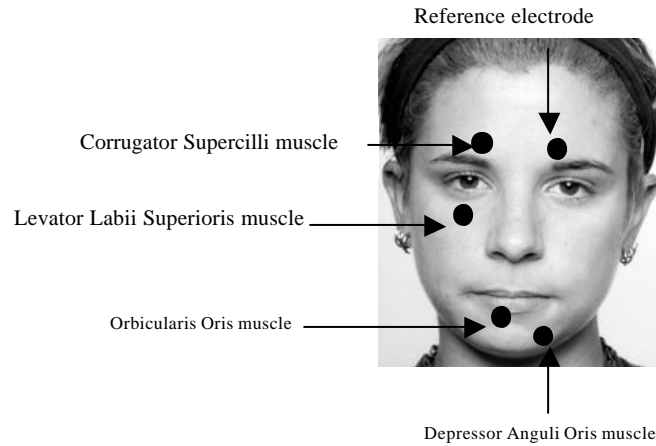 Reference electrode
Corrugator Supercilli muscle
Levator Labii Superioris muscle
Orbicularis Oris muscle
Depressor Anguli Oris muscle